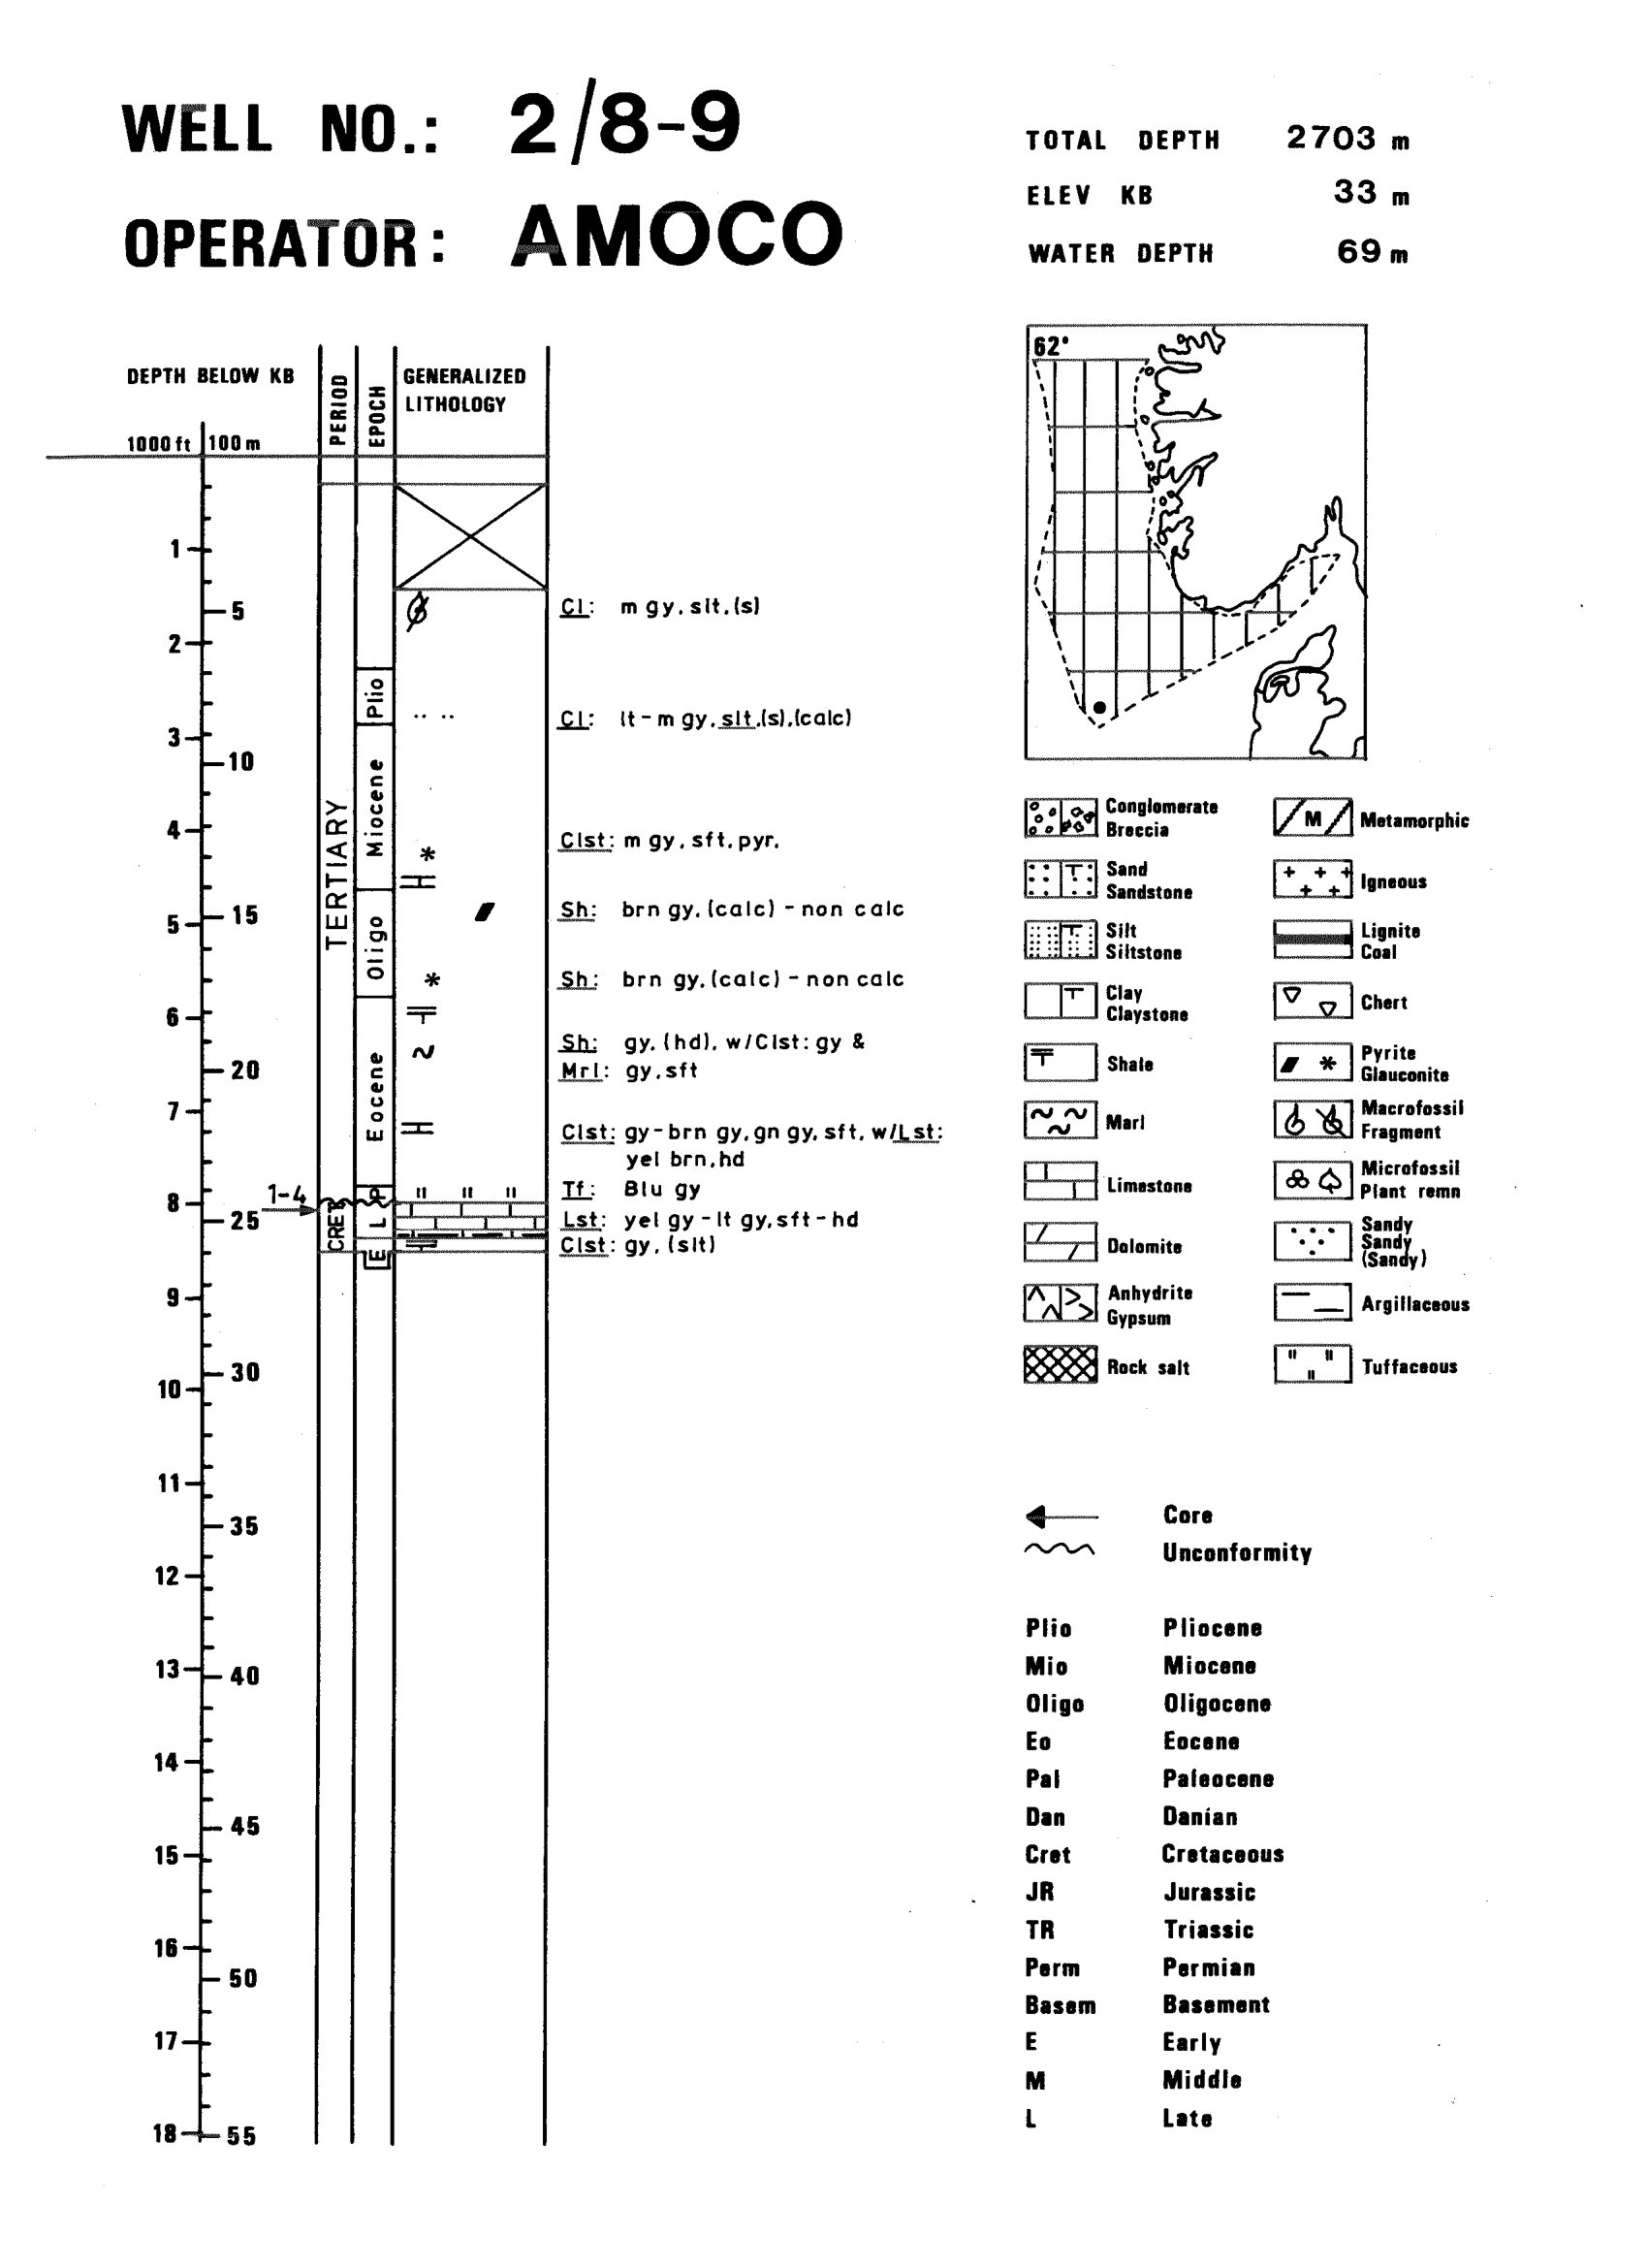 WELL NO.: 2/8-9
OPERATOR: AMOCO
TOTAL DEPTH 2703 m
ELEV KB 33 m
WATER DEPTH 69 m
DEPTH BELOW KB
1000 ft 100 m
PERIOD
EPOCH
GENERALIZED
LITHOLOGY
62°
1
5
2
3
10
4
5
15
6
20
7
8
25
9
30
10
11
35
12
13
40
14
45
15
16
50
17
18
55
1-4
TERTIARY
CRET
Plio
Miocene
Oligo
Eocene
P
L
E
Cl: m gy, slt, (s)
Cl: lt - m gy, slt, (s), (calc)
Clst: m gy, sft, pyr.
Sh: brn gy, (calc) - non calc
Sh: brn gy, (calc) - non calc
Sh: gy, (hd), w/Clst: gy &
Mrl: gy, sft
Clst: gy - brn gy, gn gy, sft, w/Lst:
yel brn, hd
Tf: Blu gy
Lst: yel gy - lt gy, sft - hd
Clst: gy, (slt)
Conglomerate
Breccia
M
Metamorphic
Sand
Sandstone
Igneous
Silt
Siltstone
Lignite
Coal
Clay
Claystone
Chert
Shale
Pyrite
Glauconite
Marl
Macrofossil
Fragment
Limestone
Microfossil
Plant remn
Dolomite
Sandy
Sandy
(Sandy)
Anhydrite
Gypsum
Argillaceous
Rock salt
Tuffaceous
Core
Unconformity
Plio Pliocene
Mio Miocene
Oligo Oligocene
Eo Eocene
Pal Paleocene
Dan Danian
Cret Cretaceous
JR Jurassic
TR Triassic
Perm Permian
Basem Basement
E Early
M Middle
L Late